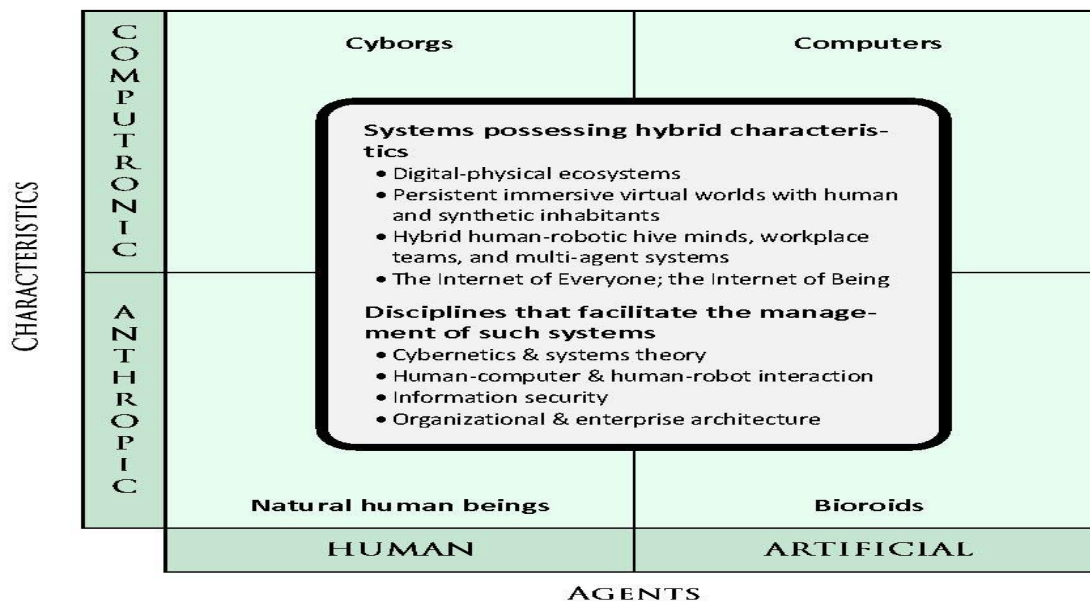 Cyborgs
Computers
CHARACTERISTICS
COMPUTRONIC
ANTHROPIC
Systems possessing hybrid characteris-
tics
• Digital-physical ecosystems
• Persistent immersive virtual worlds with human
and synthetic inhabitants
• Hybrid human-robotic hive minds, workplace
teams, and multi-agent systems
• The Internet of Everyone; the Internet of Being
Disciplines that facilitate the manage-
ment of such systems
• Cybernetics & systems theory
• Human-computer & human-robot interaction
• Information security
• Organizational & enterprise architecture
Natural human beings
Bioroids
HUMAN
ARTIFICIAL
AGENTS